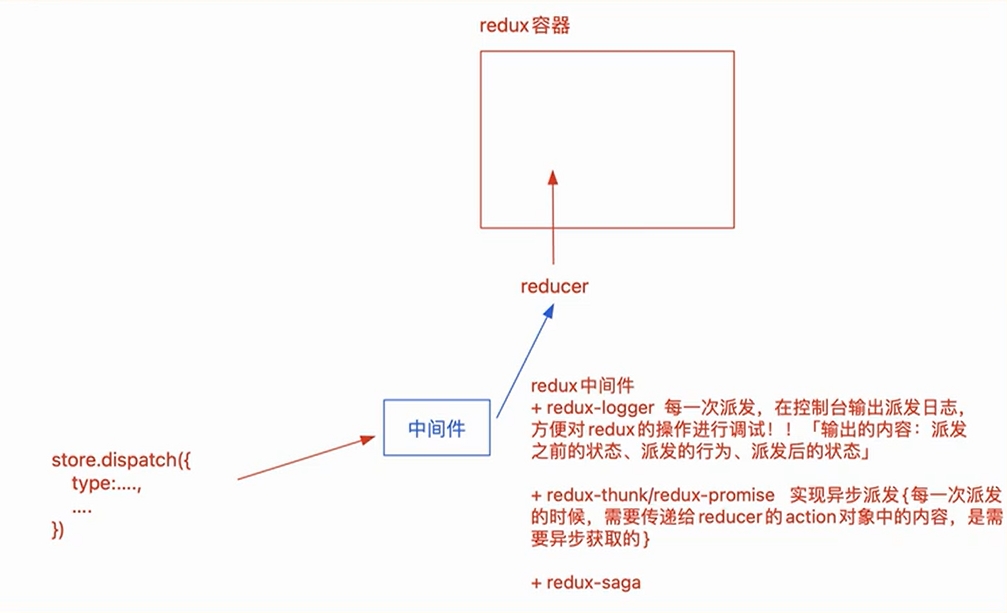 redux容器
reducer
中间件
store.dispatch({
type:....,
....
})
redux中间件
+ redux-logger 每一次派发，在控制台输出派发日志，
方便对redux的操作进行调试！！「输出的内容：派发
之前的状态、派发的行为、派发后的状态」
+ redux-thunk/redux-promise 实现异步派发{每一次派发
的时候，需要传递给reducer的action对象中的内容，是需
要异步获取的}
+ redux-saga